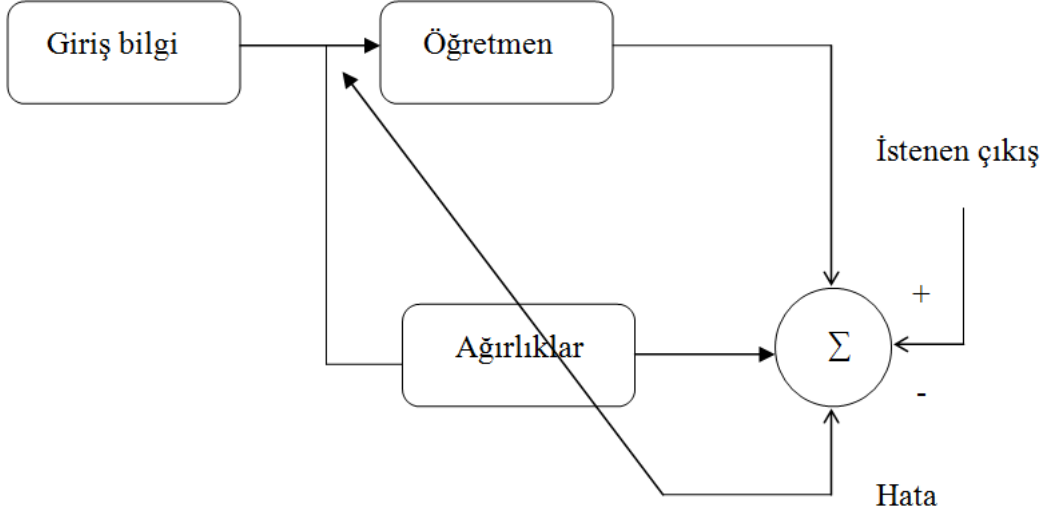 Giriş bilgi
Öğretmen
İstenen çıkış
+
Ağırlıklar
∑
-
Hata